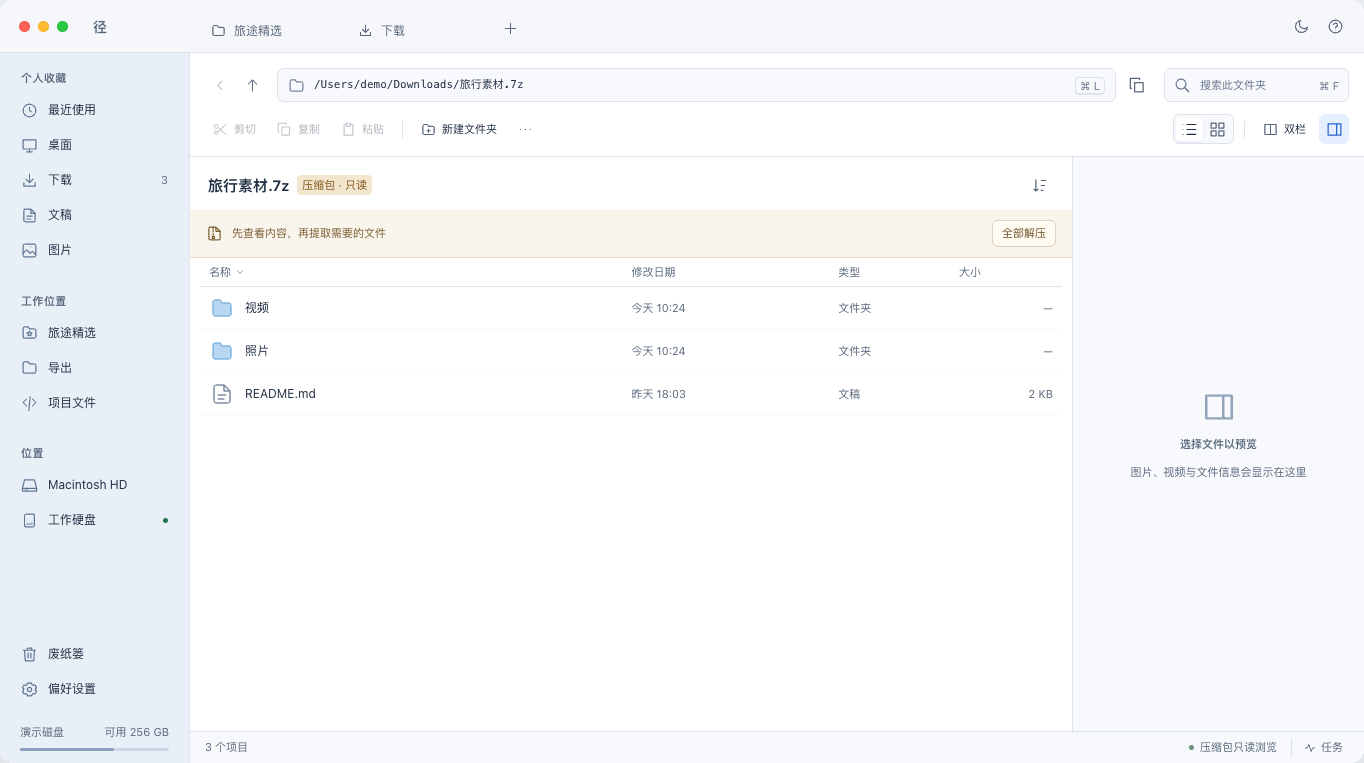 径
旅途精选
下载
个人收藏
最近使用
桌面
下载 3
文稿
图片
工作位置
旅途精选
导出
项目文件
位置
Macintosh HD
工作硬盘
废纸篓
偏好设置
演示磁盘 可用 256 GB
/Users/demo/Downloads/旅行素材.7z ⌘ L
搜索此文件夹 ⌘ F
剪切 复制 粘贴 新建文件夹 ···
双栏
旅行素材.7z 压缩包 · 只读
先查看内容，再提取需要的文件 全部解压
名称 修改日期 类型 大小
视频 今天 10:24 文件夹 —
照片 今天 10:24 文件夹 —
README.md 昨天 18:03 文稿 2 KB
选择文件以预览
图片、视频与文件信息会显示在这里
3 个项目
压缩包只读浏览 任务